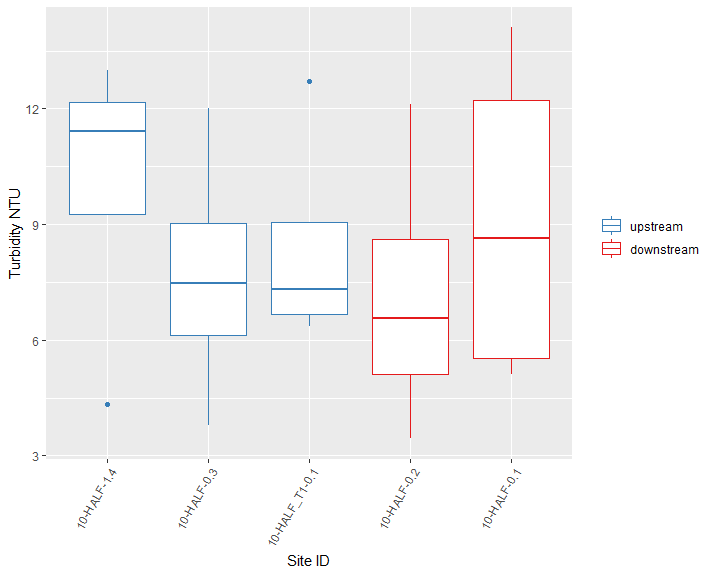 Turbidity NTU
12
9
6
3
10-HALF-1.4
10-HALF-0.3
10-HALF_T1-0.1
10-HALF-0.2
10-HALF-0.1
Site ID
upstream
downstream